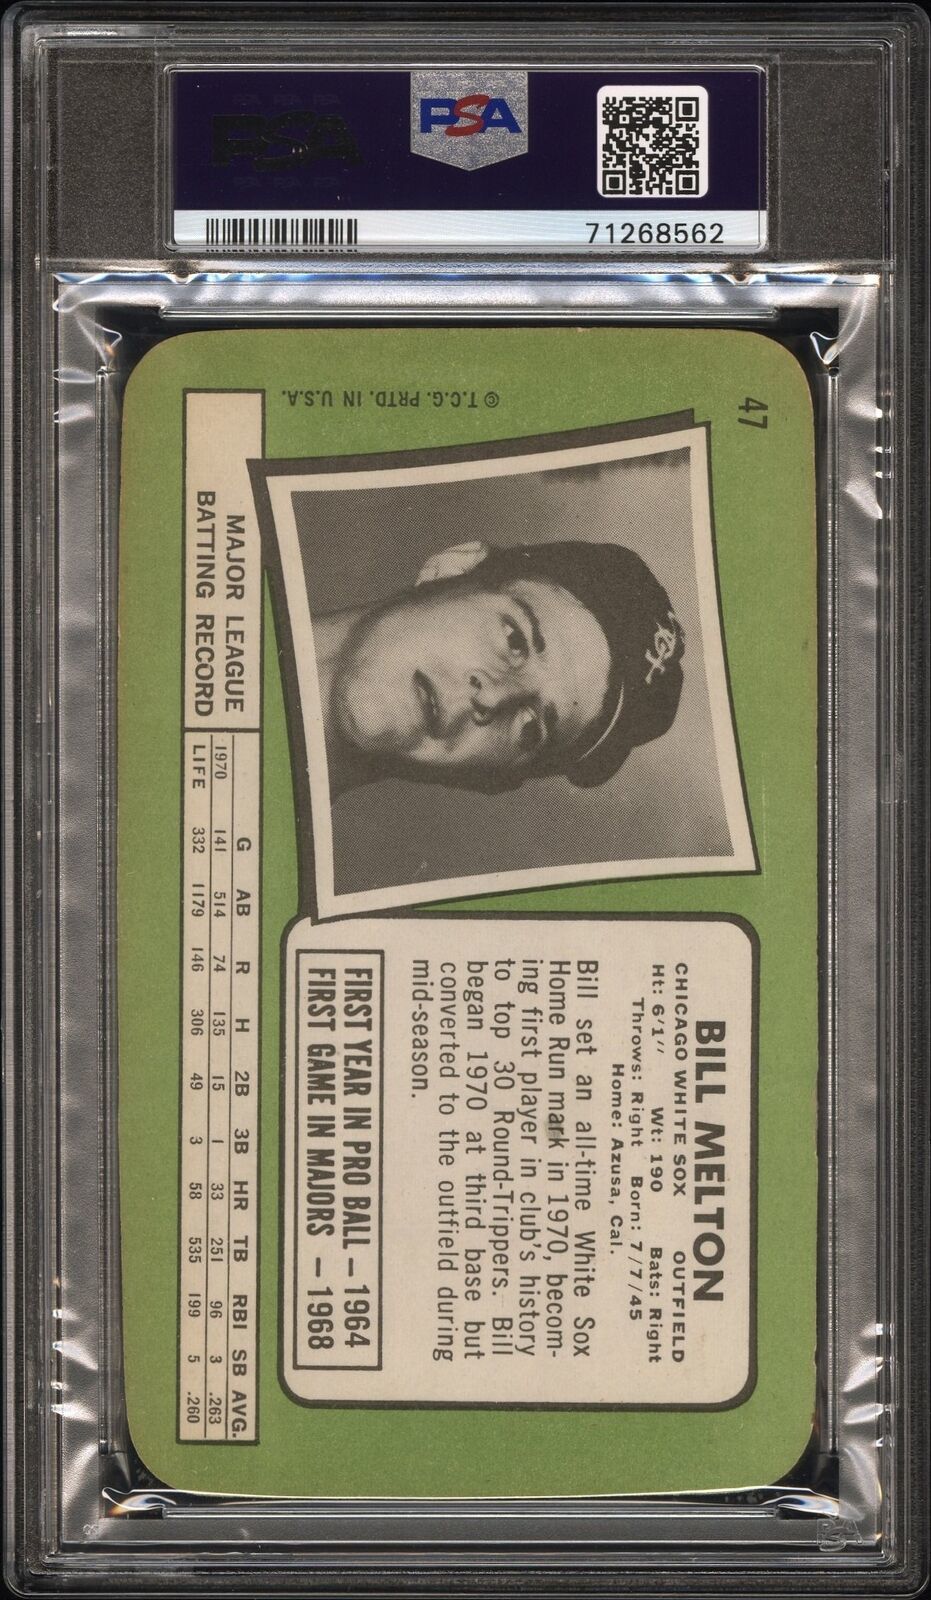 PSA
71268562
47
© T.C.G. PRTD. IN U.S.A.
BILL MELTON
CHICAGO WHITE SOX OUTFIELD
Ht: 6'1" Wt: 190 Bats: Right
Throws: Right Born: 7/7/45
Home: Azusa, Cal.
Bill set an all-time White Sox
Home Run mark in 1970, becom-
ing first player in club's history
to top 30 Round-Trippers. Bill
began 1970 at third base but
converted to the outfield during
mid-season.
FIRST YEAR IN PRO BALL — 1964
FIRST GAME IN MAJORS — 1968
MAJOR LEAGUE
BATTING RECORD
G AB R H 2B 3B HR TB RBI SB AVG.
1970 141 514 74 135 15 1 33 251 96 3 .263
LIFE 332 1179 146 306 49 3 58 535 199 5 .260